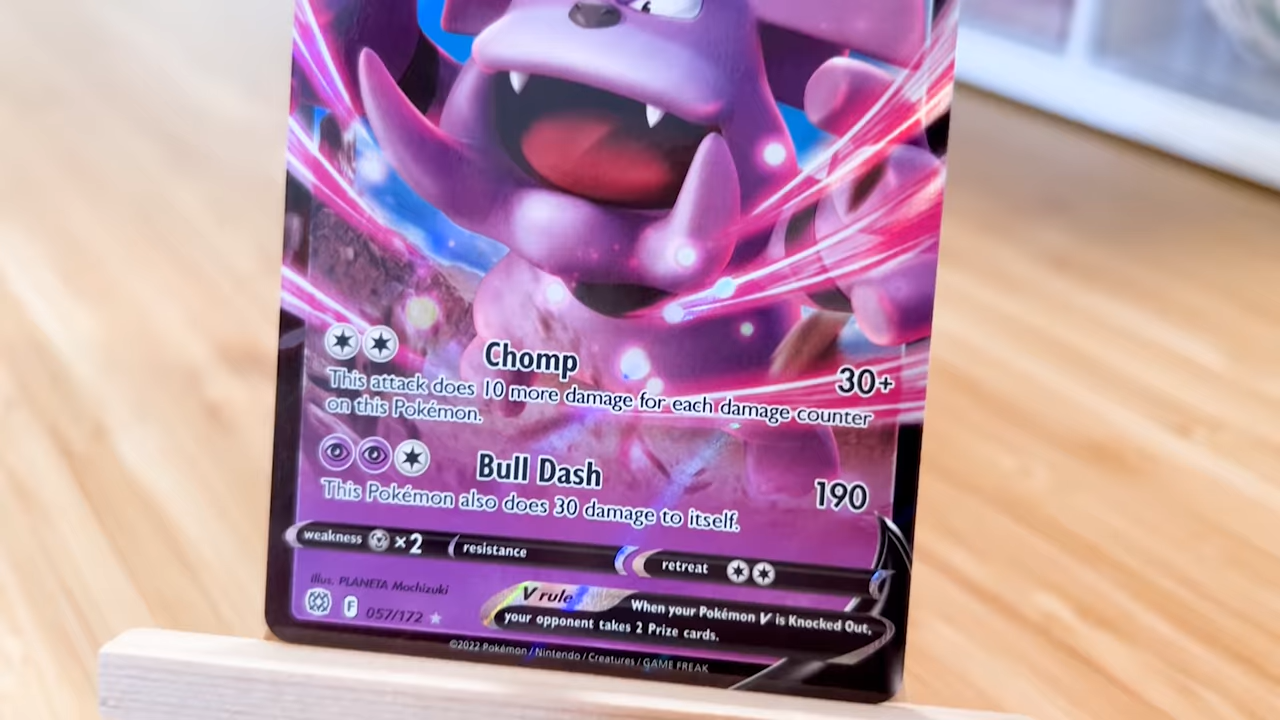 Chomp
30+
This attack does 10 more damage for each damage counter
on this Pokémon.
Bull Dash
190
This Pokémon also does 30 damage to itself.
weakness ×2 resistance retreat
Illus. PLANETA Mochizuki
F 057/172
V rule
When your Pokémon V is Knocked Out,
your opponent takes 2 Prize cards.
©2022 Pokémon / Nintendo / Creatures / GAME FREAK